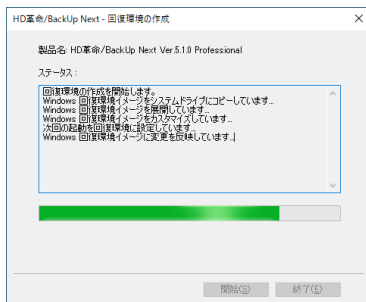 HD革命/BackUp Next - 回復環境の作成
製品名: HD革命/BackUp Next Ver.5.1.0 Professional
ステータス:
回復環境の作成を開始します。
Windows 回復環境イメージをシステムドライブにコピーしています...
Windows 回復環境イメージを展開しています...
Windows 回復環境イメージをカスタマイズしています...
次回の起動を回復環境に設定しています...
Windows 回復環境イメージに変更を反映しています...
開始(S)
終了(E)